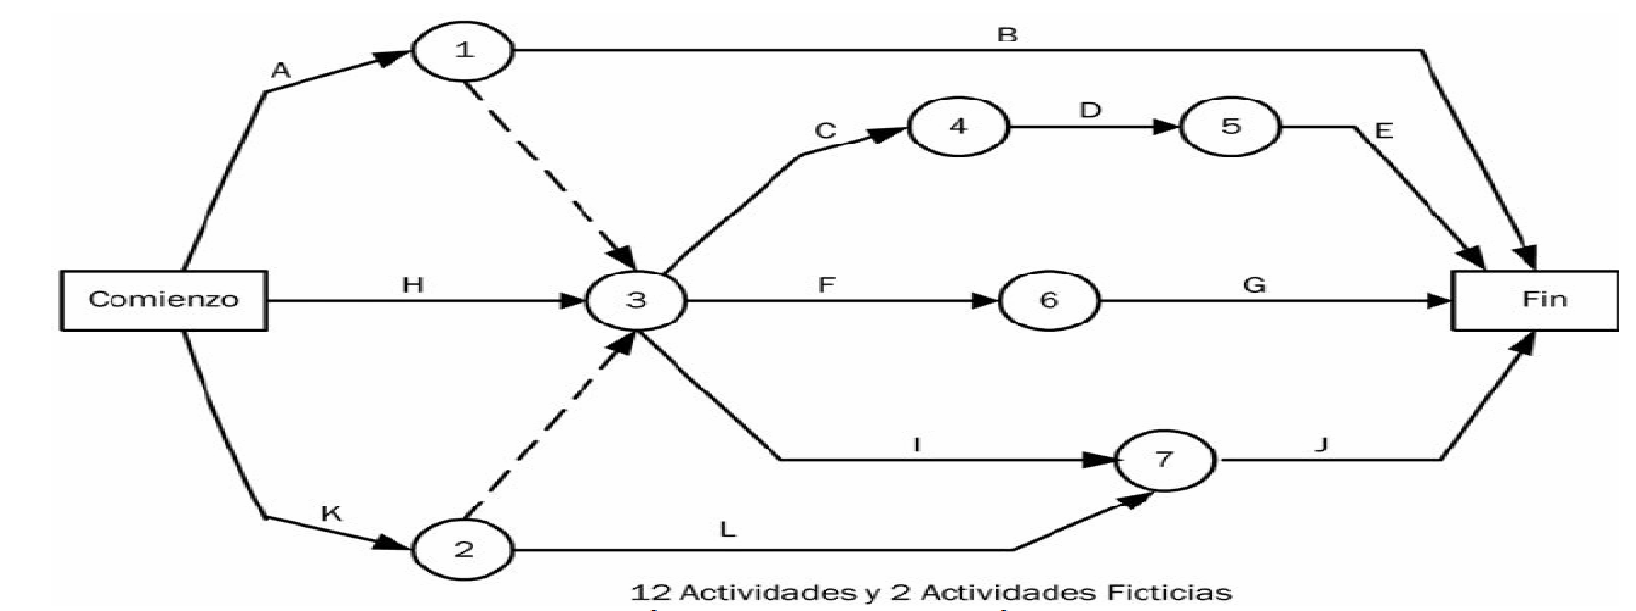 B
1
A
C
4
D
5
E
Comienzo
H
3
F
6
G
Fin
I
7
J
K
L
2
12 Actividades y 2 Actividades Ficticias